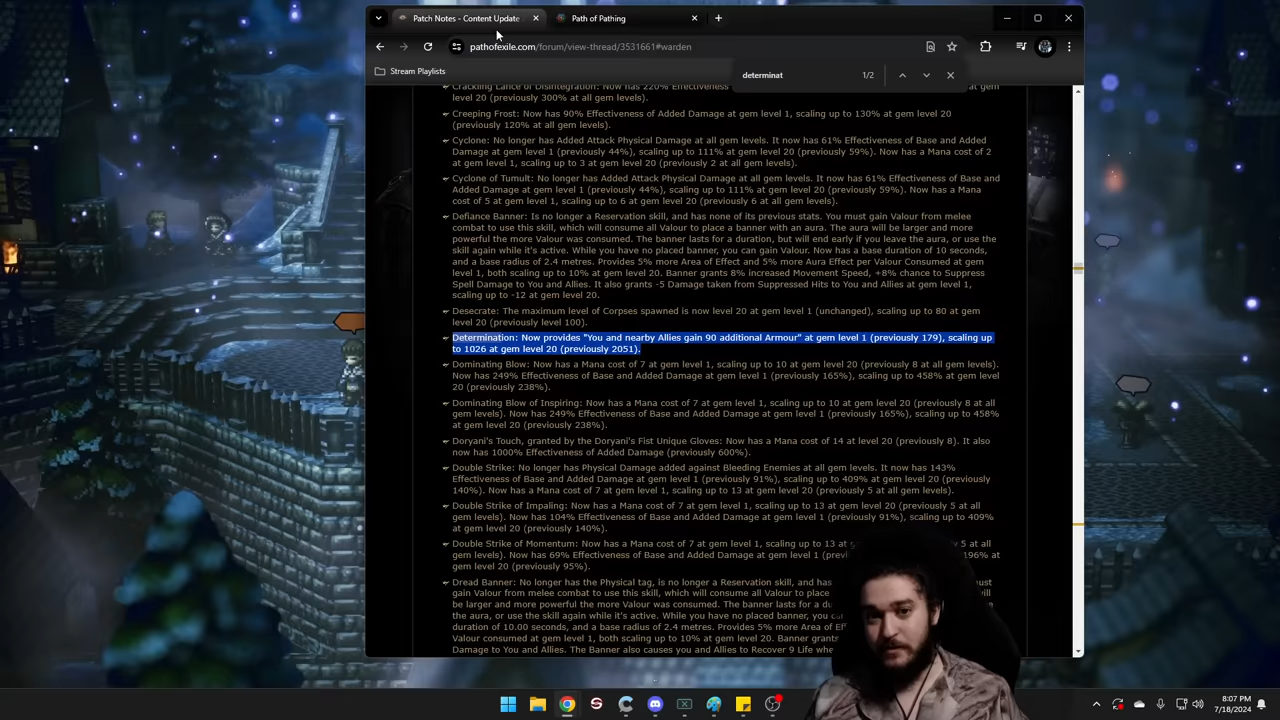 Patch Notes - Content Update
Path of Pathing
pathofexile.com/forum/view-thread/3531661#warden
Stream Playlists
determinat
1/2
Crackling Lance of Disintegration: Now has 220% Effectiveness
at gem
level 20 (previously 300% at all gem levels).
Creeping Frost: Now has 90% Effectiveness of Added Damage at gem level 1, scaling up to 130% at gem level 20
(previously 120% at all gem levels).
Cyclone: No longer has Added Attack Physical Damage at all gem levels. It now has 61% Effectiveness of Base and Added
Damage at gem level 1 (previously 44%), scaling up to 111% at gem level 20 (previously 59%). Now has a Mana cost of 2
at gem level 1, scaling up to 3 at gem level 20 (previously 2 at all gem levels).
Cyclone of Tumult: No longer has Added Attack Physical Damage at all gem levels. It now has 61% Effectiveness of Base and
Added Damage at gem level 1 (previously 44%), scaling up to 111% at gem level 20 (previously 59%). Now has a Mana
cost of 5 at gem level 1, scaling up to 6 at gem level 20 (previously 6 at all gem levels).
Defiance Banner: Is no longer a Reservation skill, and has none of its previous stats. You must gain Valour from melee
combat to use this skill, which will consume all Valour to place a banner with an aura. The aura will be larger and more
powerful the more Valour was consumed. The banner lasts for a duration, but will end early if you leave the aura, or use the
skill again while it's active. While you have no placed banner, you can gain Valour. Now has a base duration of 10 seconds,
and a base radius of 2.4 metres. Provides 5% more Area of Effect and 5% more Aura Effect per Valour Consumed at gem
level 1, both scaling up to 10% at gem level 20. Banner grants 8% increased Movement Speed, +8% chance to Suppress
Spell Damage to You and Allies. It also grants -5 Damage taken from Suppressed Hits to You and Allies at gem level 1,
scaling up to -12 at gem level 20.
Desecrate: The maximum level of Corpses spawned is now level 20 at gem level 1 (unchanged), scaling up to 80 at gem
level 20 (previously level 100).
Determination: Now provides "You and nearby Allies gain 90 additional Armour" at gem level 1 (previously 179), scaling up
to 1026 at gem level 20 (previously 2051).
Dominating Blow: Now has a Mana cost of 7 at gem level 1, scaling up to 10 at gem level 20 (previously 8 at all gem levels).
Now has 249% Effectiveness of Base and Added Damage at gem level 1 (previously 165%), scaling up to 458% at gem level
20 (previously 238%).
Dominating Blow of Inspiring: Now has a Mana cost of 7 at gem level 1, scaling up to 10 at gem level 20 (previously 8 at all
gem levels). Now has 249% Effectiveness of Base and Added Damage at gem level 1 (previously 165%), scaling up to 458%
at gem level 20 (previously 238%).
Doryani's Touch, granted by the Doryani's Fist Unique Gloves: Now has a Mana cost of 14 at level 20 (previously 8). It also
now has 1000% Effectiveness of Added Damage (previously 600%).
Double Strike: No longer has Physical Damage added against Bleeding Enemies at all gem levels. It now has 143%
Effectiveness of Base and Added Damage at gem level 1 (previously 91%), scaling up to 409% at gem level 20 (previously
140%). Now has a Mana cost of 7 at gem level 1, scaling up to 13 at gem level 20 (previously 5 at all gem levels).
Double Strike of Impaling: Now has a Mana cost of 7 at gem level 1, scaling up to 13 at gem level 20 (previously 5 at all
gem levels). Now has 104% Effectiveness of Base and Added Damage at gem level 1 (previously 91%), scaling up to 409%
at gem level 20 (previously 140%).
Double Strike of Momentum: Now has a Mana cost of 7 at gem level 1, scaling up to 13 at 5 at all
gem levels). Now has 69% Effectiveness of Base and Added Damage at gem level 1 196% at
gem level 20 (previously 95%).
Dread Banner: No longer has the Physical tag, is no longer a Reservation skill, and has must
gain Valour from melee combat to use this skill, which will consume all Valour to place will
be larger and more powerful the more Valour was consumed. The banner lasts for a
the aura, or use the skill again while it's active. While you have no placed banner, you
duration of 10.00 seconds, and a base radius of 2.4 metres. Provides 5% more Area of
Valour consumed at gem level 1, both scaling up to 10% at gem level 20. Banner grants
Damage to You and Allies. The Banner also causes you and Allies to Recover 9 Life
8:07 PM
7/18/2024